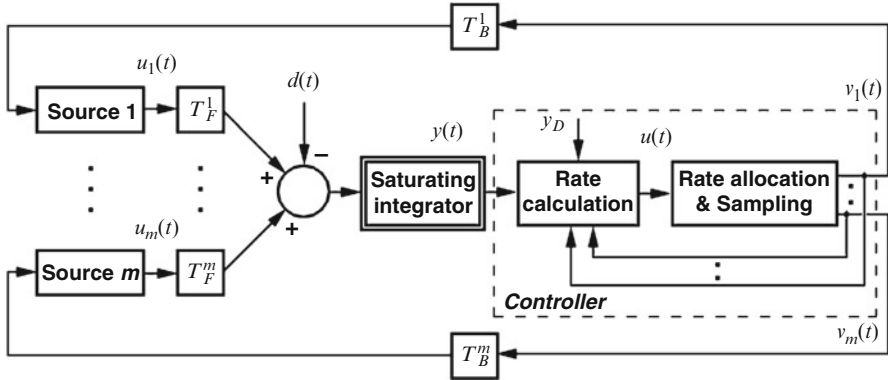 T_B^1
u_1(t)
d(t)
v_1(t)
Source 1
T_F^1
y(t)
y_D
u(t)
−
+
+
Saturating
integrator
Rate
calculation
Rate allocation
& Sampling
u_m(t)
Source m
T_F^m
Controller
v_m(t)
T_B^m